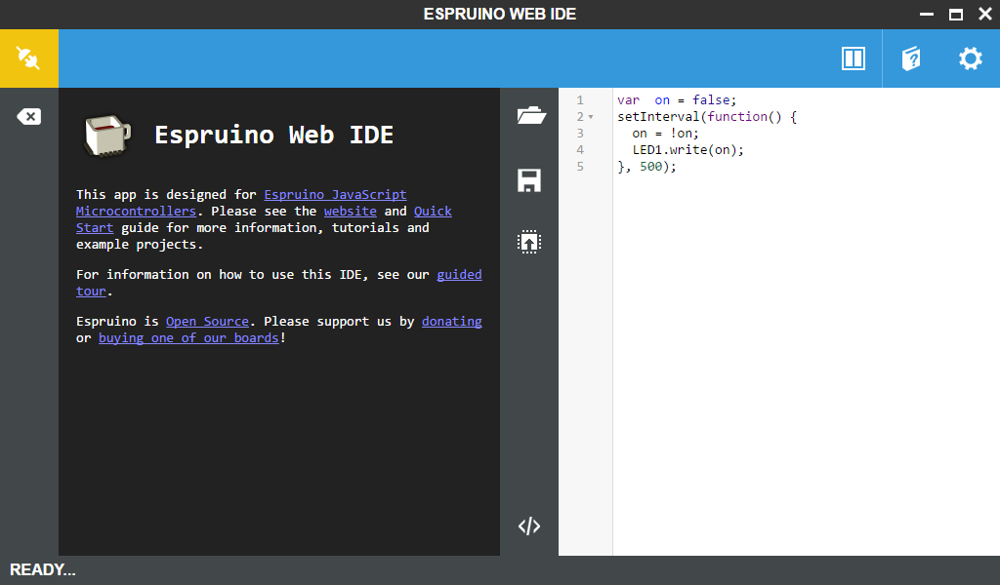 ESPRUINO WEB IDE
Espruino Web IDE
This app is designed for Espruino JavaScript
Microcontrollers. Please see the website and Quick
Start guide for more information, tutorials and
example projects.
For information on how to use this IDE, see our guided
tour.
Espruino is Open Source. Please support us by donating
or buying one of our boards!
1 var  on = false;
2 setInterval(function() {
3   on = !on;
4   LED1.write(on);
5 }, 500);
READY...